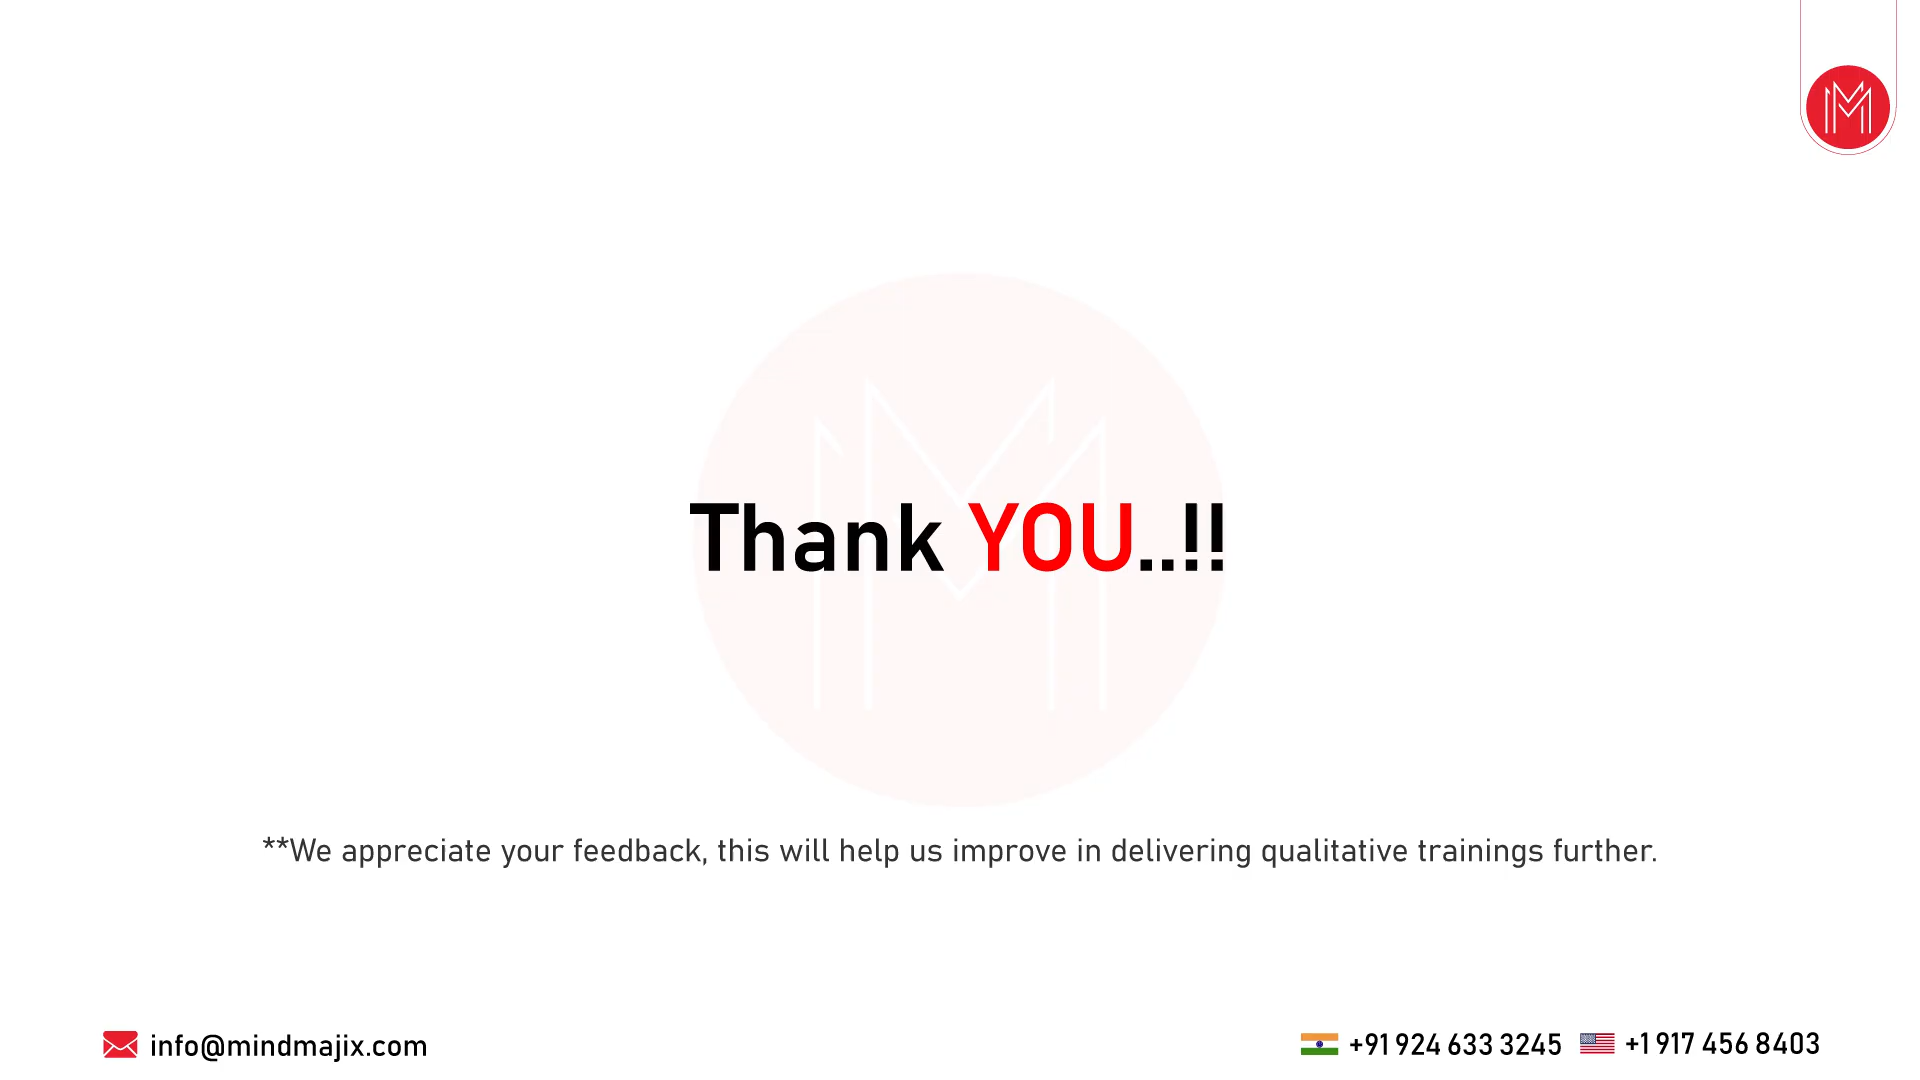 Thank YOU..!!
**We appreciate your feedback, this will help us improve in delivering qualitative trainings further.
info@mindmajix.com
+91 924 633 3245
+1 917 456 8403